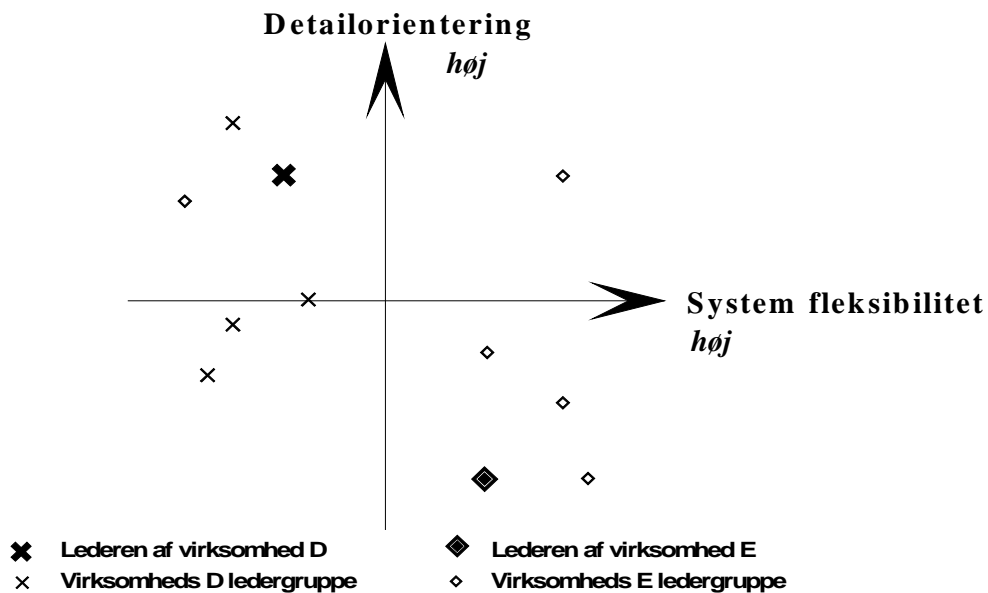 Detailorientering
høj
System fleksibilitet
høj
Lederen af virksomhed D
Lederen af virksomhed E
Virksomheds D ledergruppe
Virksomheds E ledergruppe